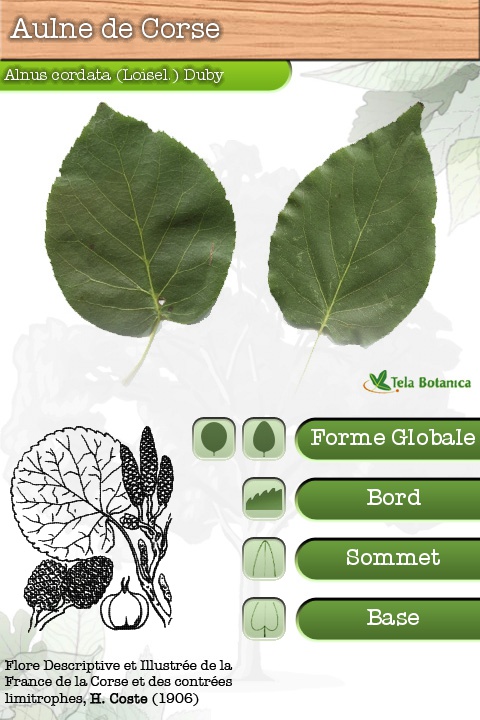 Aulne de Corse
Alnus cordata (Loisel.) Duby
Tela Botanica
Forme Globale
Bord
Sommet
Base
Flore Descriptive et Illustrée de la
France de la Corse et des contrées
limitrophes, H. Coste (1906)